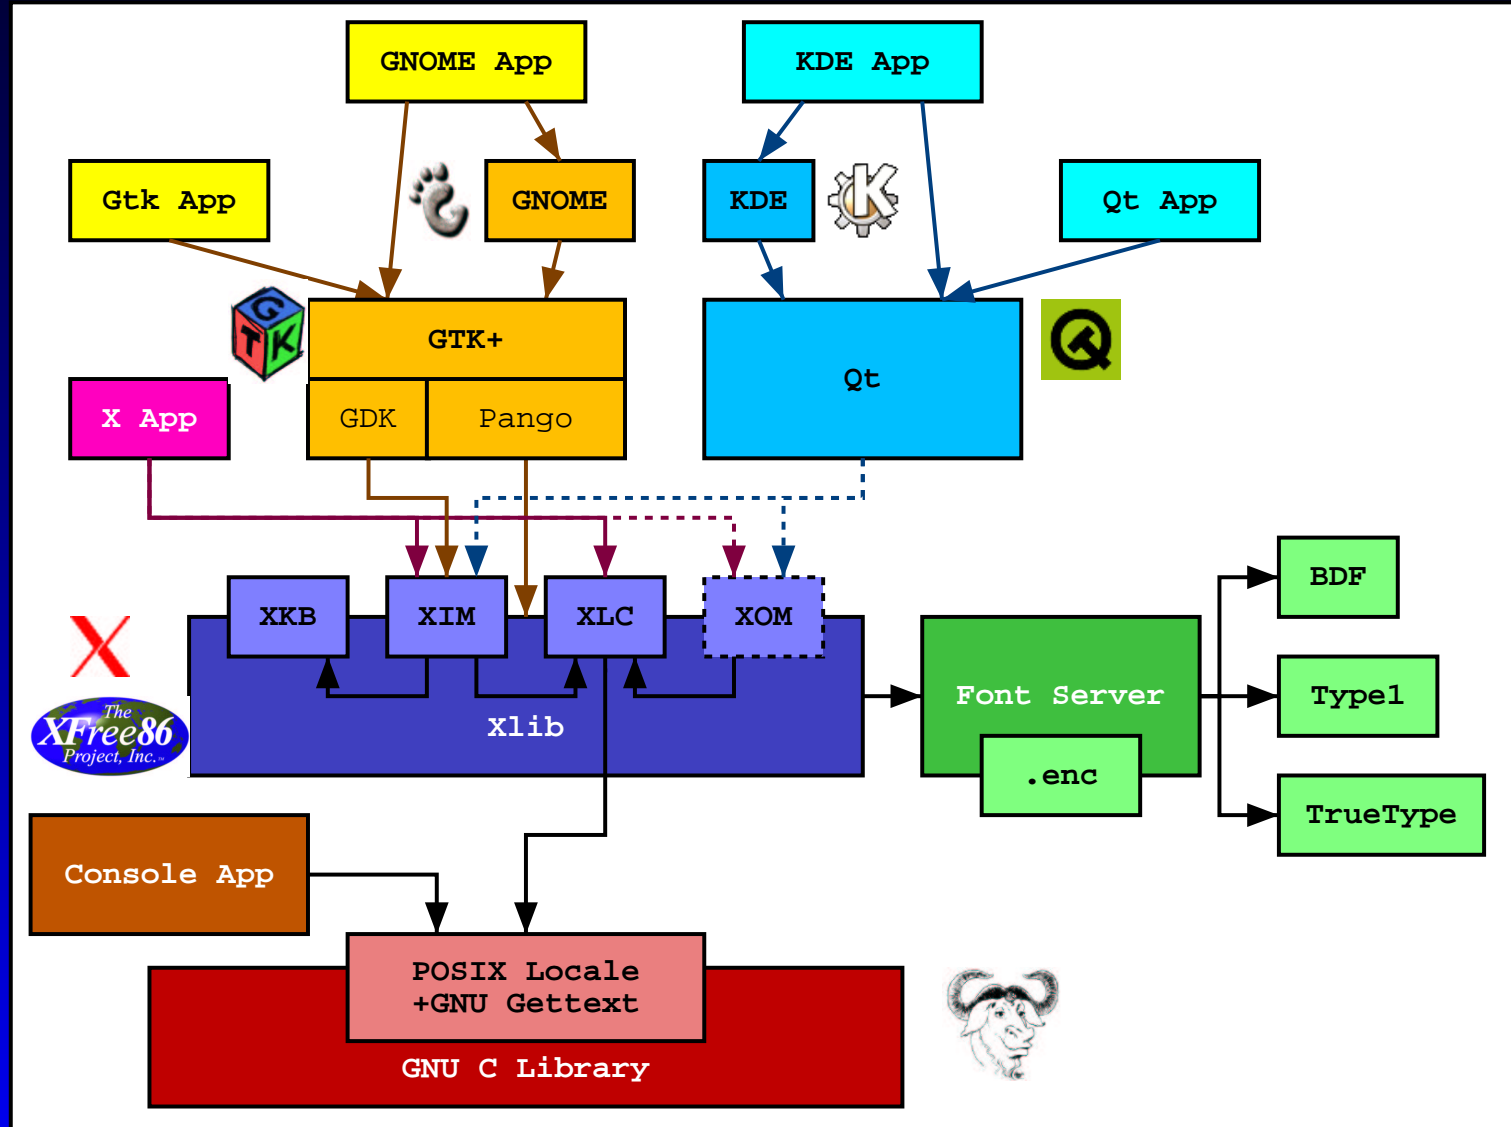 GNOME App
KDE App
Gtk App
GNOME
KDE
K
Qt App
G
T K
GTK+
Qt
Q
X App
GDK
Pango
BDF
XKB
XIM
XLC
XOM
X
Font Server
Type1
The
XFree86
Project, Inc.™
Xlib
.enc
TrueType
Console App
POSIX Locale
+GNU Gettext
GNU C Library